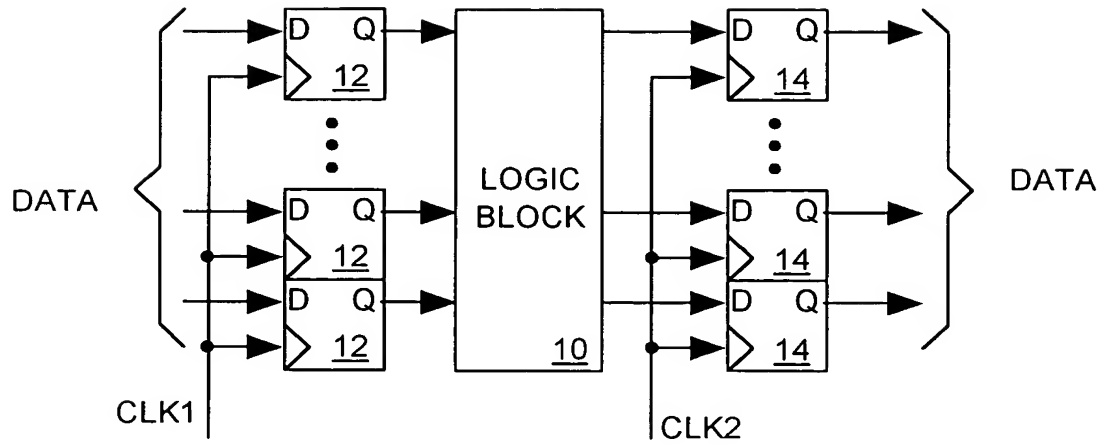 D Q D Q
12 14
LOGIC
BLOCK
DATA DATA
D Q D Q
12 14
D Q D Q
12 10 14
CLK1 CLK2